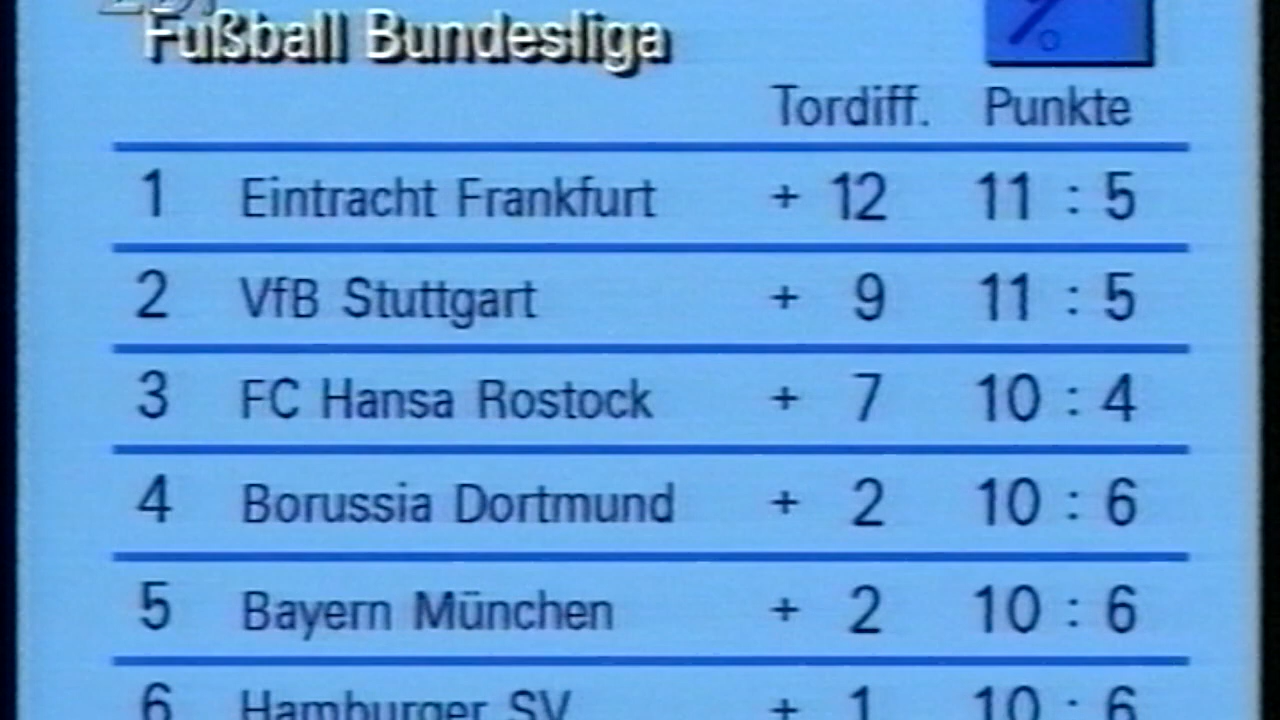 Fußball Bundesliga
Tordiff. Punkte
1 Eintracht Frankfurt + 12 11 : 5
2 VfB Stuttgart + 9 11 : 5
3 FC Hansa Rostock + 7 10 : 4
4 Borussia Dortmund + 2 10 : 6
5 Bayern München + 2 10 : 6
6 Hamburger SV + 1 10 : 6